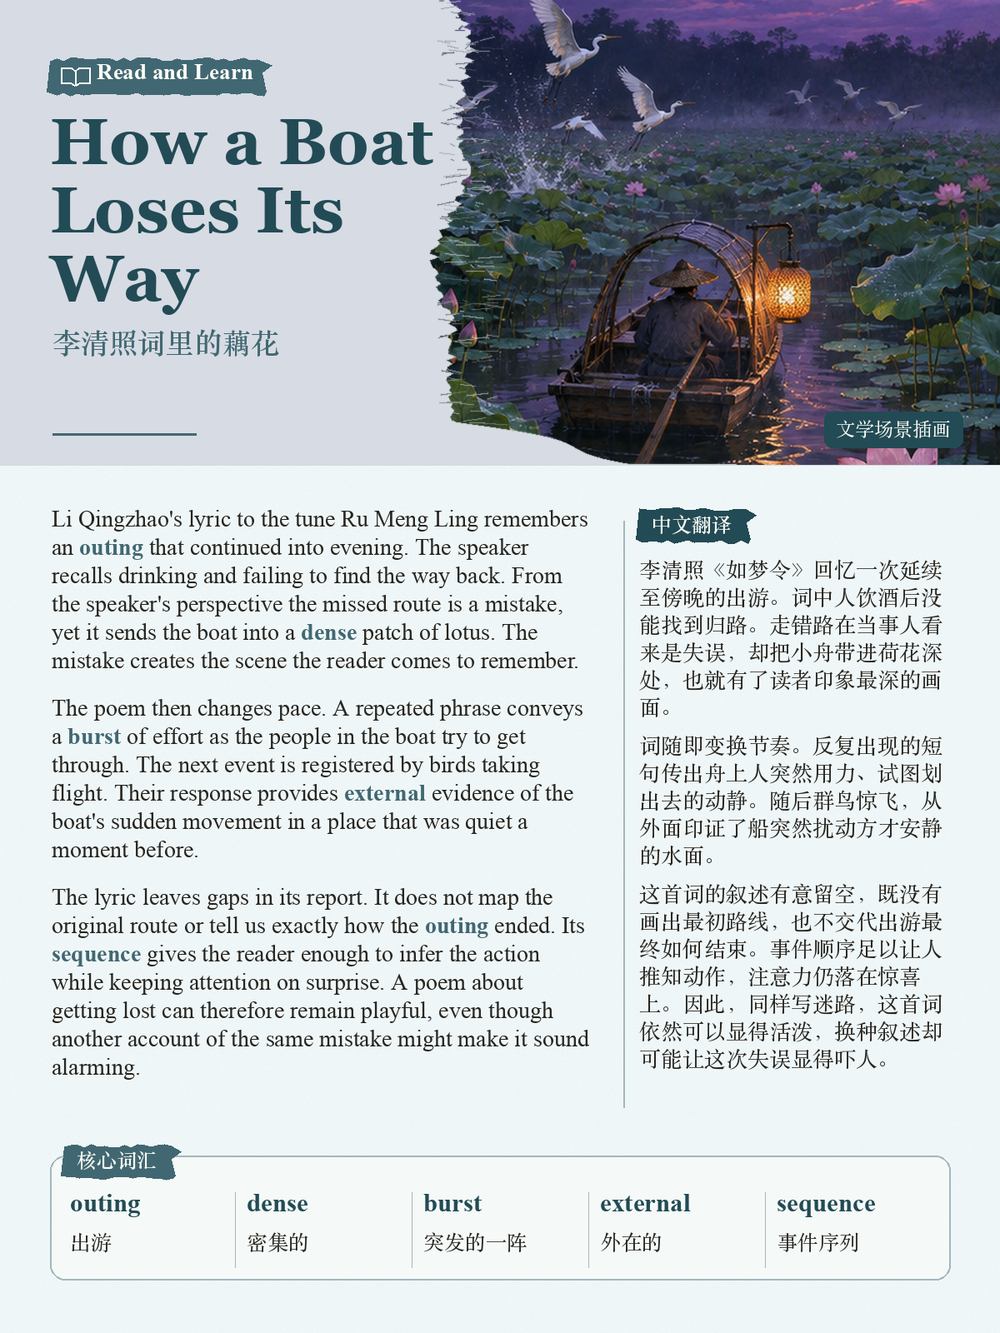 Read and Learn
How a Boat
Loses Its
Way
李清照词里的藕花
文学场景插画
Li Qingzhao's lyric to the tune Ru Meng Ling remembers
an outing that continued into evening. The speaker
recalls drinking and failing to find the way back. From
the speaker's perspective the missed route is a mistake,
yet it sends the boat into a dense patch of lotus. The
mistake creates the scene the reader comes to remember.
The poem then changes pace. A repeated phrase conveys
a burst of effort as the people in the boat try to get
through. The next event is registered by birds taking
flight. Their response provides external evidence of the
boat's sudden movement in a place that was quiet a
moment before.
The lyric leaves gaps in its report. It does not map the
original route or tell us exactly how the outing ended. Its
sequence gives the reader enough to infer the action
while keeping attention on surprise. A poem about
getting lost can therefore remain playful, even though
another account of the same mistake might make it sound
alarming.
中文翻译
李清照《如梦令》回忆一次延续
至傍晚的出游。词中人饮酒后没
能找到归路。走错路在当事人看
来是失误，却把小舟带进荷花深
处，也就有了读者印象最深的画
面。
词随即变换节奏。反复出现的短
句传出舟上人突然用力、试图划
出去的动静。随后群鸟惊飞，从
外面印证了船突然扰动方才安静
的水面。
这首词的叙述有意留空，既没有
画出最初路线，也不交代出游最
终如何结束。事件顺序足以让人
推知动作，注意力仍落在惊喜
上。因此，同样写迷路，这首词
依然可以显得活泼，换种叙述却
可能让这次失误显得吓人。
核心词汇
outing
出游
dense
密集的
burst
突发的一阵
external
外在的
sequence
事件序列